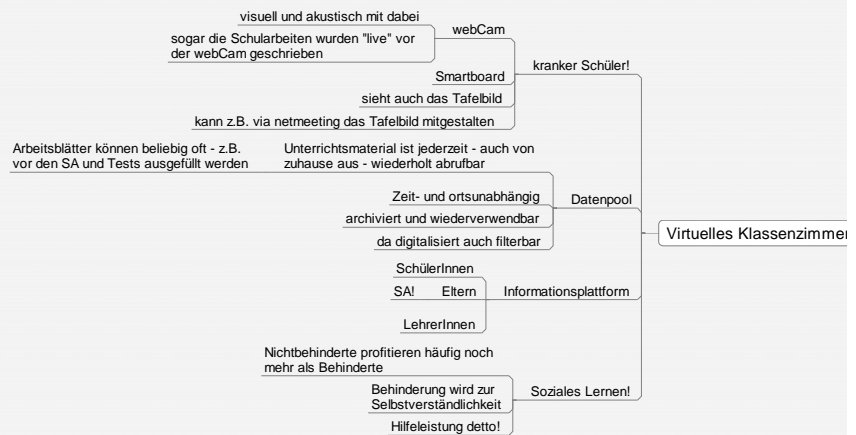 visuell und akustisch mit dabei
sogar die Schularbeiten wurden "live" vor
der webCam geschrieben
webCam
Smartboard
sieht auch das Tafelbild
kann z.B. via netmeeting das Tafelbild mitgestalten
kranker Schüler!
Arbeitsblätter können beliebig oft - z.B.
vor den SA und Tests ausgefüllt werden
Unterrichtsmaterial ist jederzeit - auch von
zuhause aus - wiederholt abrufbar
Zeit- und ortsunabhängig
archiviert und wiederverwendbar
da digitalisiert auch filterbar
Datenpool
Virtuelles Klassenzimmer
SchülerInnen
SA!
Eltern
LehrerInnen
Informationsplattform
Nichtbehinderte profitieren häufig noch
mehr als Behinderte
Behinderung wird zur
Selbstverständlichkeit
Hilfeleistung detto!
Soziales Lernen!